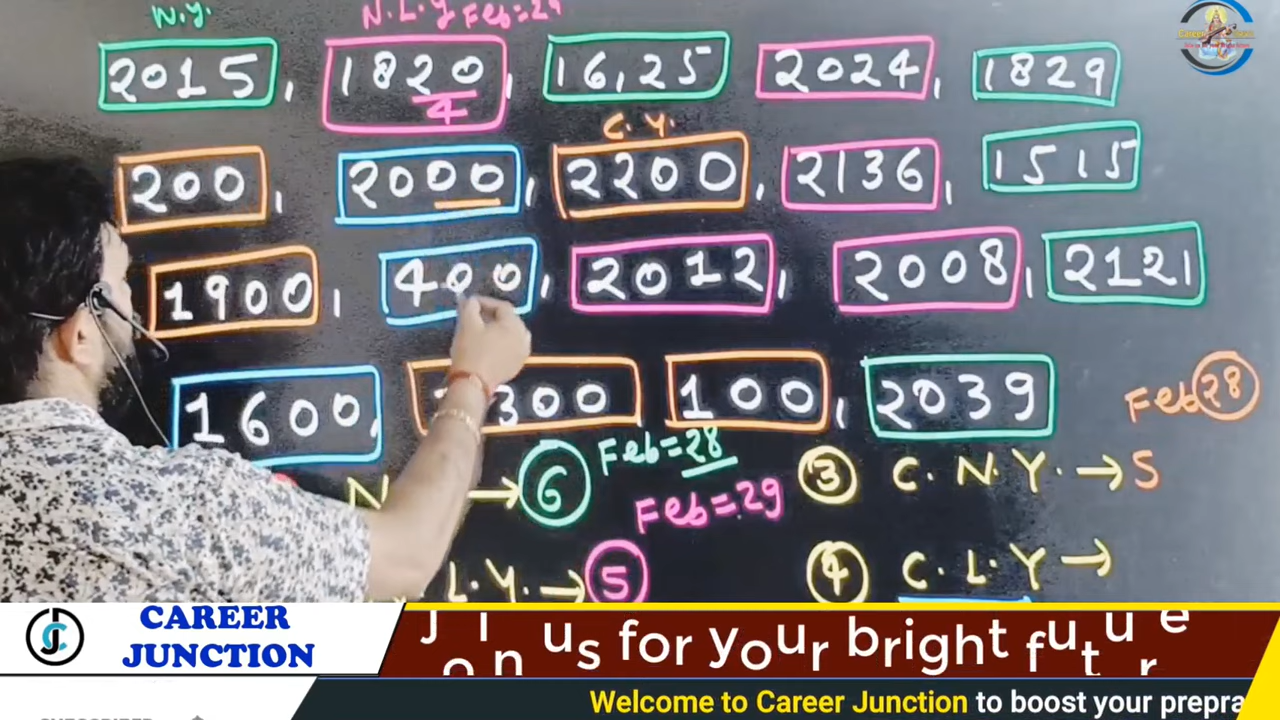 N.Y. N.L.Y Feb=29
2015, 1820, 16,25 2024, 1829
4
C.Y.
200, 2000, 2200, 2136, 1515
1900, 400, 2012, 2008, 2121
1600, 300 100, 2039
Feb 28
N → 6 Feb=28 3 C.N.Y. → 5
Feb=29
L.Y. → 5 4 C.L.Y →
CAREER
JUNCTION
Join us for your bright future
Welcome to Career Junction to boost your prepra